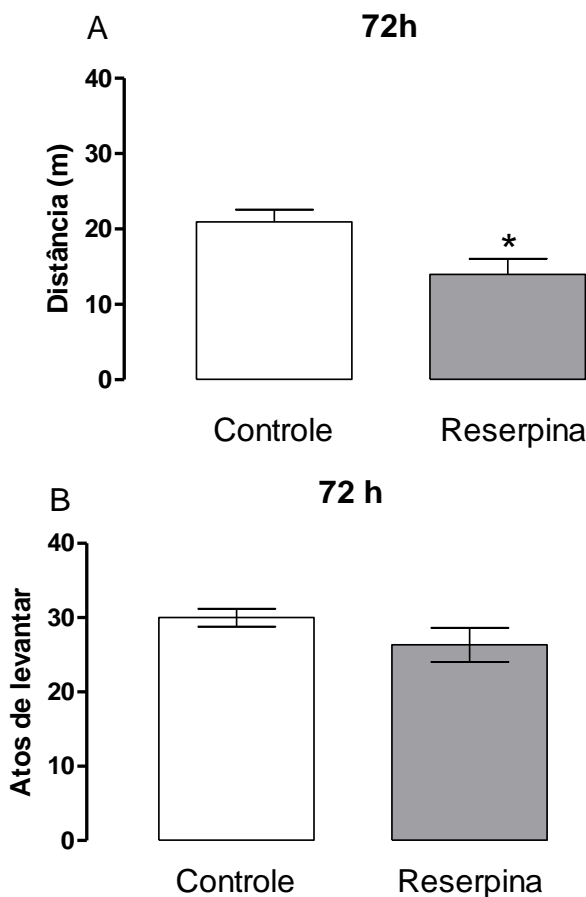 A
72h
Distância (m)
40
30
20
10
0
*
Controle
Reserpina
B
72 h
Atos de levantar
40
30
20
10
0
Controle
Reserpina